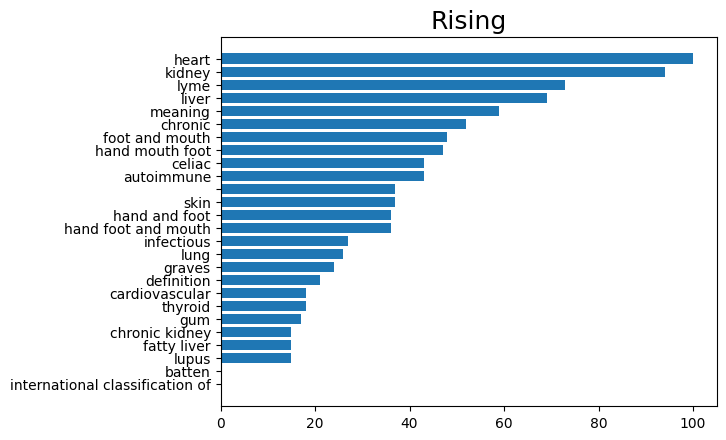 Rising
heart
kidney
lyme
liver
meaning
chronic
foot and mouth
hand mouth foot
celiac
autoimmune
skin
hand and foot
hand foot and mouth
infectious
lung
graves
definition
cardiovascular
thyroid
gum
chronic kidney
fatty liver
lupus
batten
international classification of
0 20 40 60 80 100